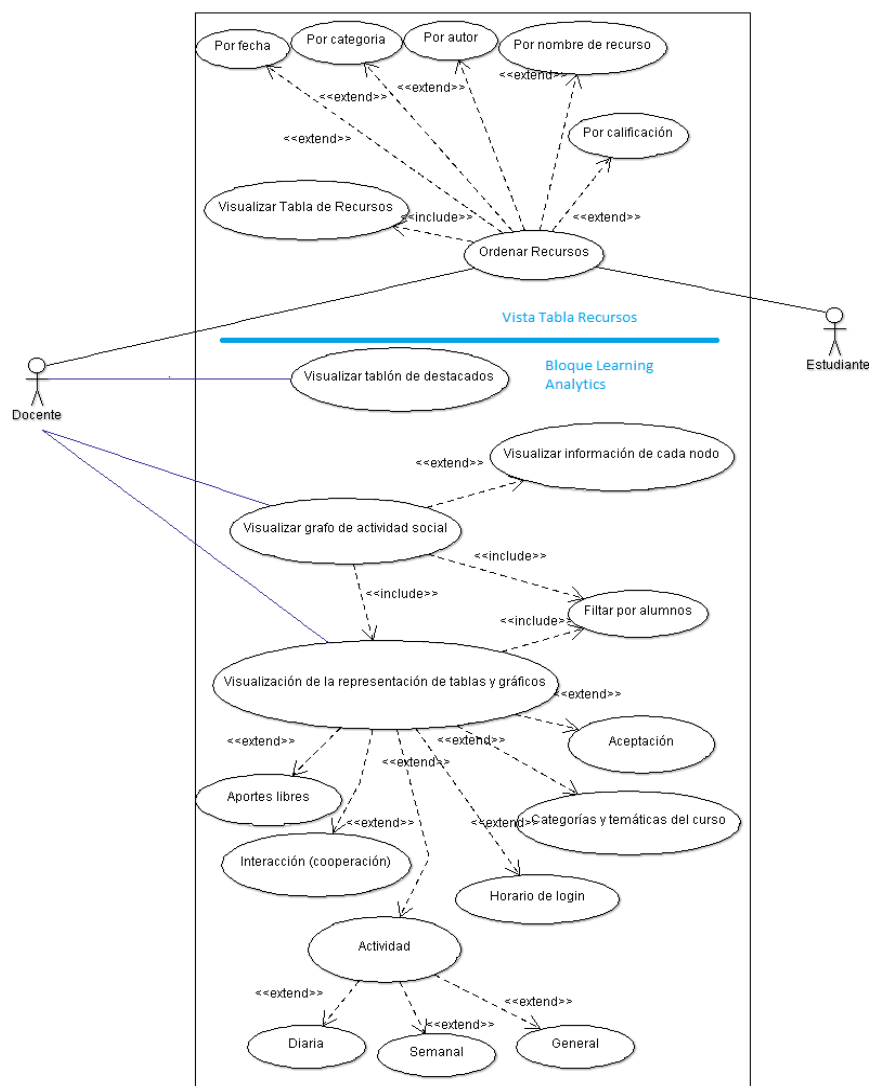 Por fecha
Por categoria
Por autor
Por nombre de recurso
<<extend>>
<<extend>>
<<extend>>
<<extend>>
Por calificación
Visualizar Tabla de Recursos
<<include>>
<<extend>>
Ordenar Recursos
Vista Tabla Recursos
Estudiante
Bloque Learning
Analytics
Visualizar tablón de destacados
Docente
Visualizar información de cada nodo
<<extend>>
Visualizar grafo de actividad social
<<include>>
<<include>>
Filtar por alumnos
<<include>>
Visualización de la representación de tablas y gráficos
<<extend>>
<<extend>>
<<extend>>
Aceptación
<<extend>>
Aportes libres
<<extend>>
<<extend>>
Categorías y temáticas del curso
Interacción (cooperación)
Horario de login
Actividad
<<extend>>
<<extend>>
<<extend>>
Diaria
Semanal
General